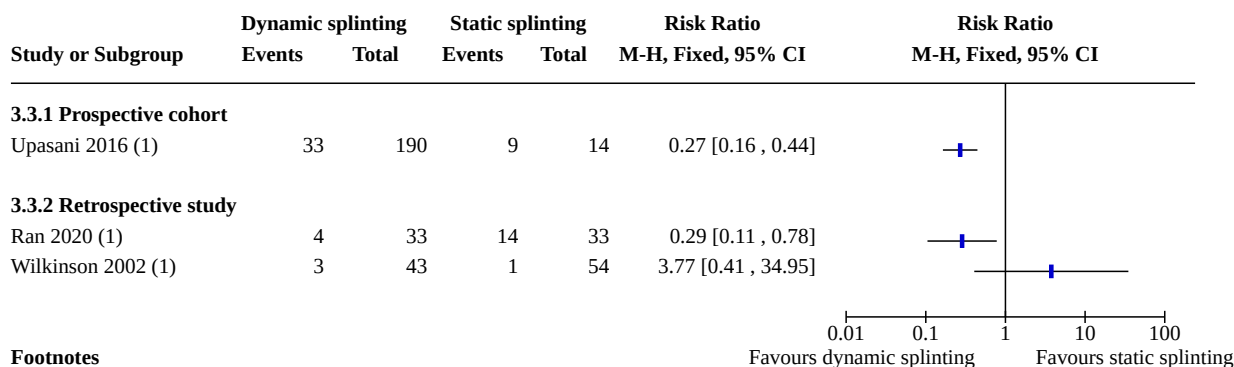 Dynamic splinting Static splinting Risk Ratio Risk Ratio
Study or Subgroup Events Total Events Total M-H, Fixed, 95% CI M-H, Fixed, 95% CI
3.3.1 Prospective cohort
Upasani 2016 (1) 33 190 9 14 0.27 [0.16 , 0.44]
3.3.2 Retrospective study
Ran 2020 (1) 4 33 14 33 0.29 [0.11 , 0.78]
Wilkinson 2002 (1) 3 43 1 54 3.77 [0.41 , 34.95]
0.01 0.1 1 10 100
Footnotes Favours dynamic splinting Favours static splinting